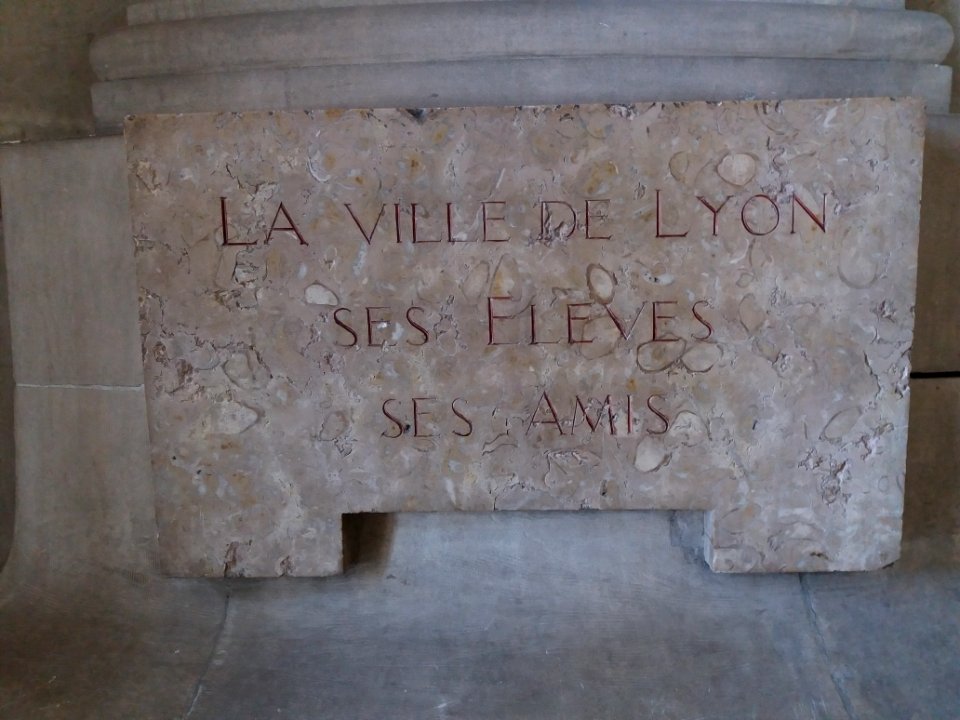 LA VILLE DE LYON
SES ELEVES
SES AMIS